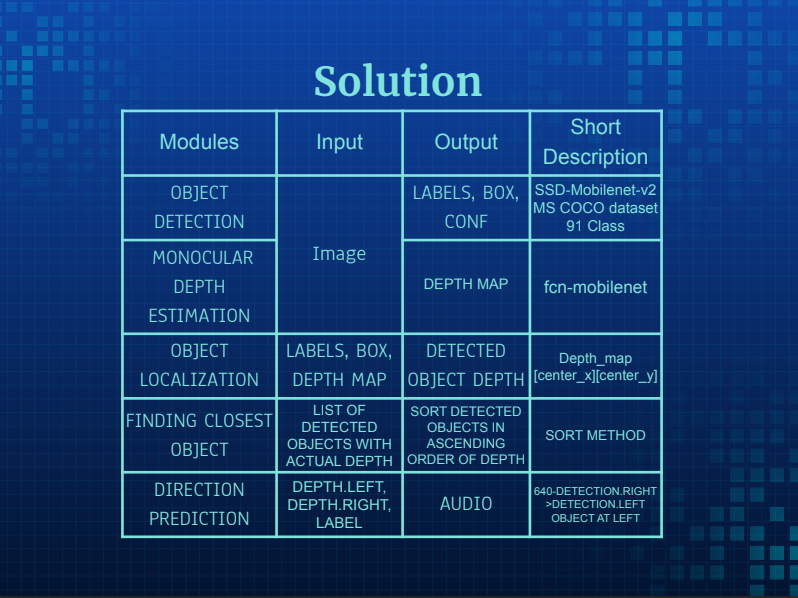 Solution
Modules
Input
Output
Short
Description
OBJECT
DETECTION
Image
LABELS, BOX,
CONF
SSD-Mobilenet-v2
MS COCO dataset
91 Class
MONOCULAR
DEPTH
ESTIMATION
DEPTH MAP
fcn-mobilenet
OBJECT
LOCALIZATION
LABELS, BOX,
DEPTH MAP
DETECTED
OBJECT DEPTH
Depth_map
[center_x][center_y]
FINDING CLOSEST
OBJECT
LIST OF
DETECTED
OBJECTS WITH
ACTUAL DEPTH
SORT DETECTED
OBJECTS IN
ASCENDING
ORDER OF DEPTH
SORT METHOD
DIRECTION
PREDICTION
DEPTH.LEFT,
DEPTH.RIGHT,
LABEL
AUDIO
640-DETECTION.RIGHT
>DETECTION.LEFT
OBJECT AT LEFT